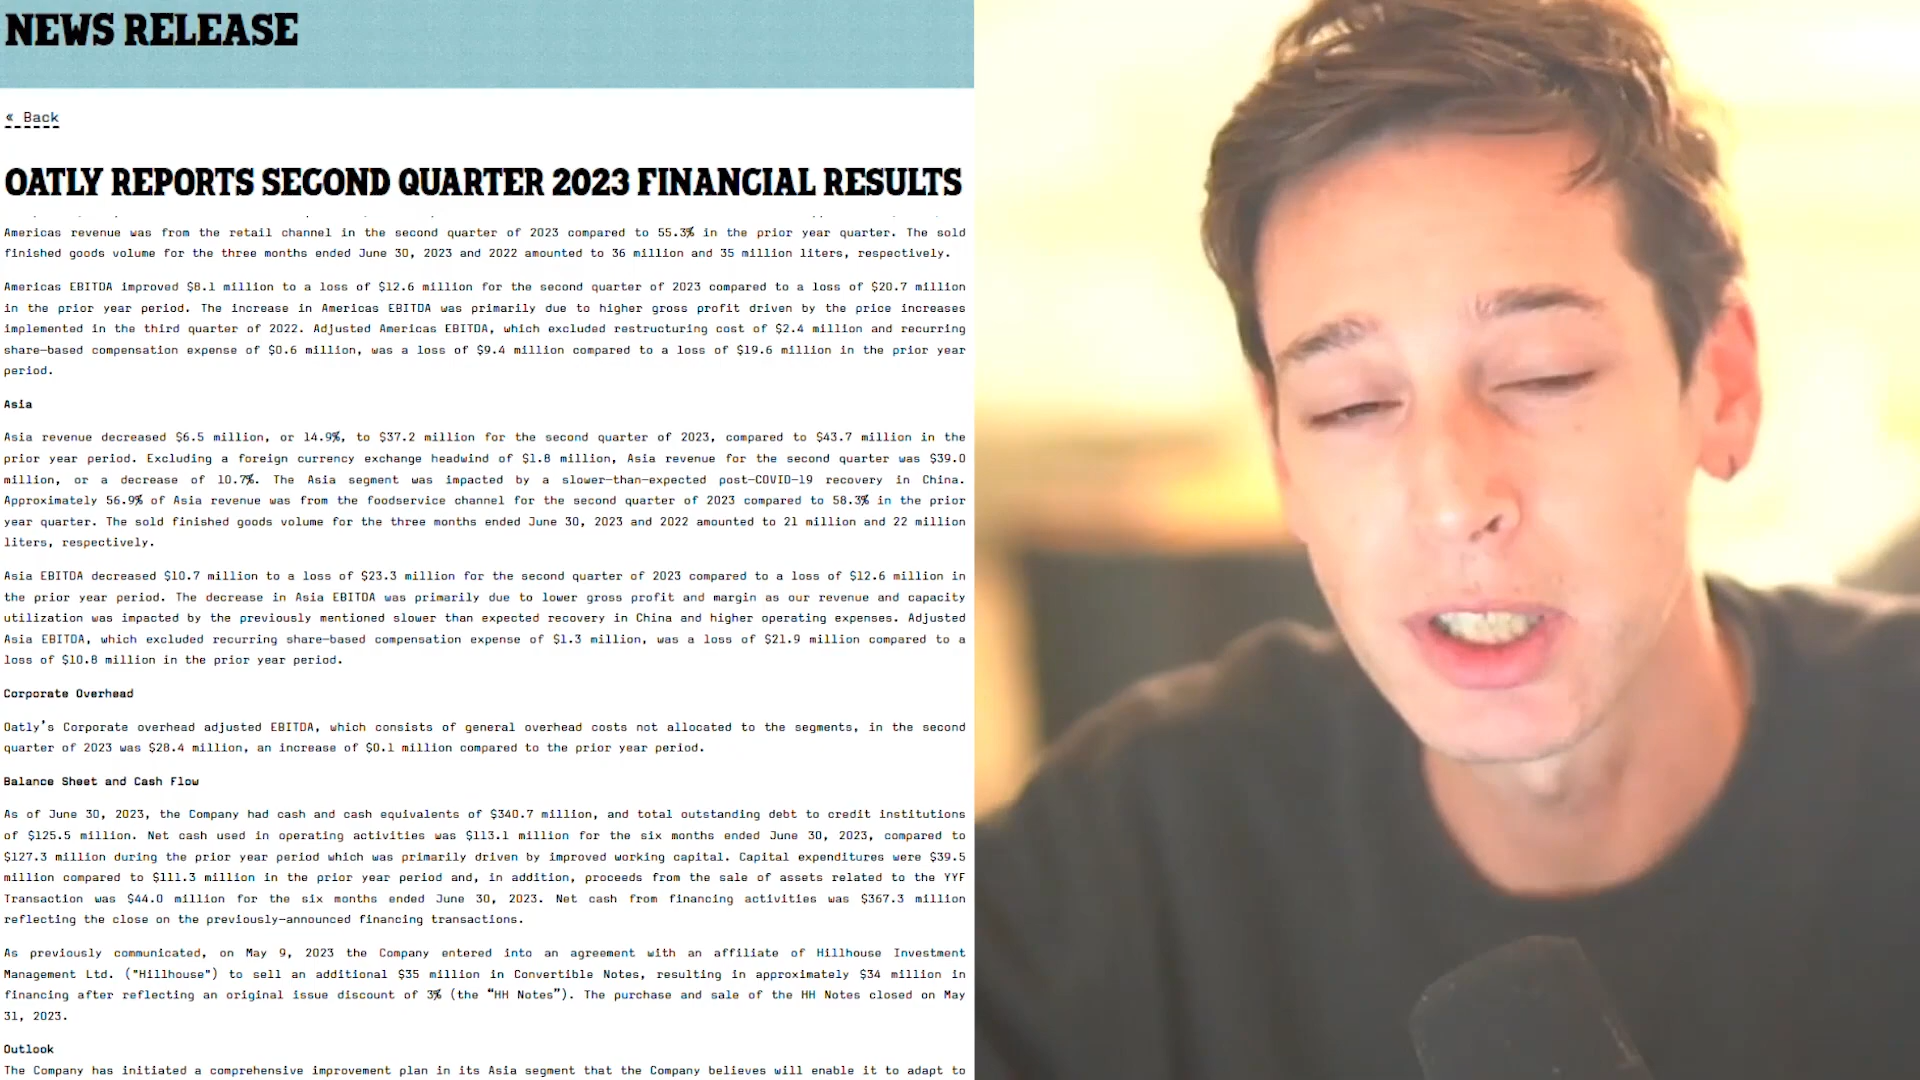 NEWS RELEASE
« Back
OATLY REPORTS SECOND QUARTER 2023 FINANCIAL RESULTS
Americas revenue was from the retail channel in the second quarter of 2023 compared to 55.3% in the prior year quarter. The sold
finished goods volume for the three months ended June 30, 2023 and 2022 amounted to 36 million and 35 million liters, respectively.
Americas EBITDA improved $8.1 million to a loss of $12.6 million for the second quarter of 2023 compared to a loss of $20.7 million
in the prior year period. The increase in Americas EBITDA was primarily due to higher gross profit driven by the price increases
implemented in the third quarter of 2022. Adjusted Americas EBITDA, which excluded restructuring cost of $2.4 million and recurring
share-based compensation expense of $0.6 million, was a loss of $9.4 million compared to a loss of $19.6 million in the prior year
period.
Asia
Asia revenue decreased $6.5 million, or 14.9%, to $37.2 million for the second quarter of 2023, compared to $43.7 million in the
prior year period. Excluding a foreign currency exchange headwind of $1.8 million, Asia revenue for the second quarter was $39.0
million, or a decrease of 10.7%. The Asia segment was impacted by a slower-than-expected post-COVID-19 recovery in China.
Approximately 56.9% of Asia revenue was from the foodservice channel for the second quarter of 2023 compared to 58.3% in the prior
year quarter. The sold finished goods volume for the three months ended June 30, 2023 and 2022 amounted to 21 million and 22 million
liters, respectively.
Asia EBITDA decreased $10.7 million to a loss of $23.3 million for the second quarter of 2023 compared to a loss of $12.6 million in
the prior year period. The decrease in Asia EBITDA was primarily due to lower gross profit and margin as our revenue and capacity
utilization was impacted by the previously mentioned slower than expected recovery in China and higher operating expenses. Adjusted
Asia EBITDA, which excluded recurring share-based compensation expense of $1.3 million, was a loss of $21.9 million compared to a
loss of $10.8 million in the prior year period.
Corporate Overhead
Oatly's Corporate overhead adjusted EBITDA, which consists of general overhead costs not allocated to the segments, in the second
quarter of 2023 was $28.4 million, an increase of $0.1 million compared to the prior year period.
Balance Sheet and Cash Flow
As of June 30, 2023, the Company had cash and cash equivalents of $340.7 million, and total outstanding debt to credit institutions
of $125.5 million. Net cash used in operating activities was $113.1 million for the six months ended June 30, 2023, compared to
$127.3 million during the prior year period which was primarily driven by improved working capital. Capital expenditures were $39.5
million compared to $111.3 million in the prior year period and, in addition, proceeds from the sale of assets related to the YYF
Transaction was $44.0 million for the six months ended June 30, 2023. Net cash from financing activities was $367.3 million
reflecting the close on the previously-announced financing transactions.
As previously communicated, on May 9, 2023 the Company entered into an agreement with an affiliate of Hillhouse Investment
Management Ltd. ("Hillhouse") to sell an additional $35 million in Convertible Notes, resulting in approximately $34 million in
financing after reflecting an original issue discount of 3% (the “HH Notes”). The purchase and sale of the HH Notes closed on May
31, 2023.
Outlook
The Company has initiated a comprehensive improvement plan in its Asia segment that the Company believes will enable it to adapt to